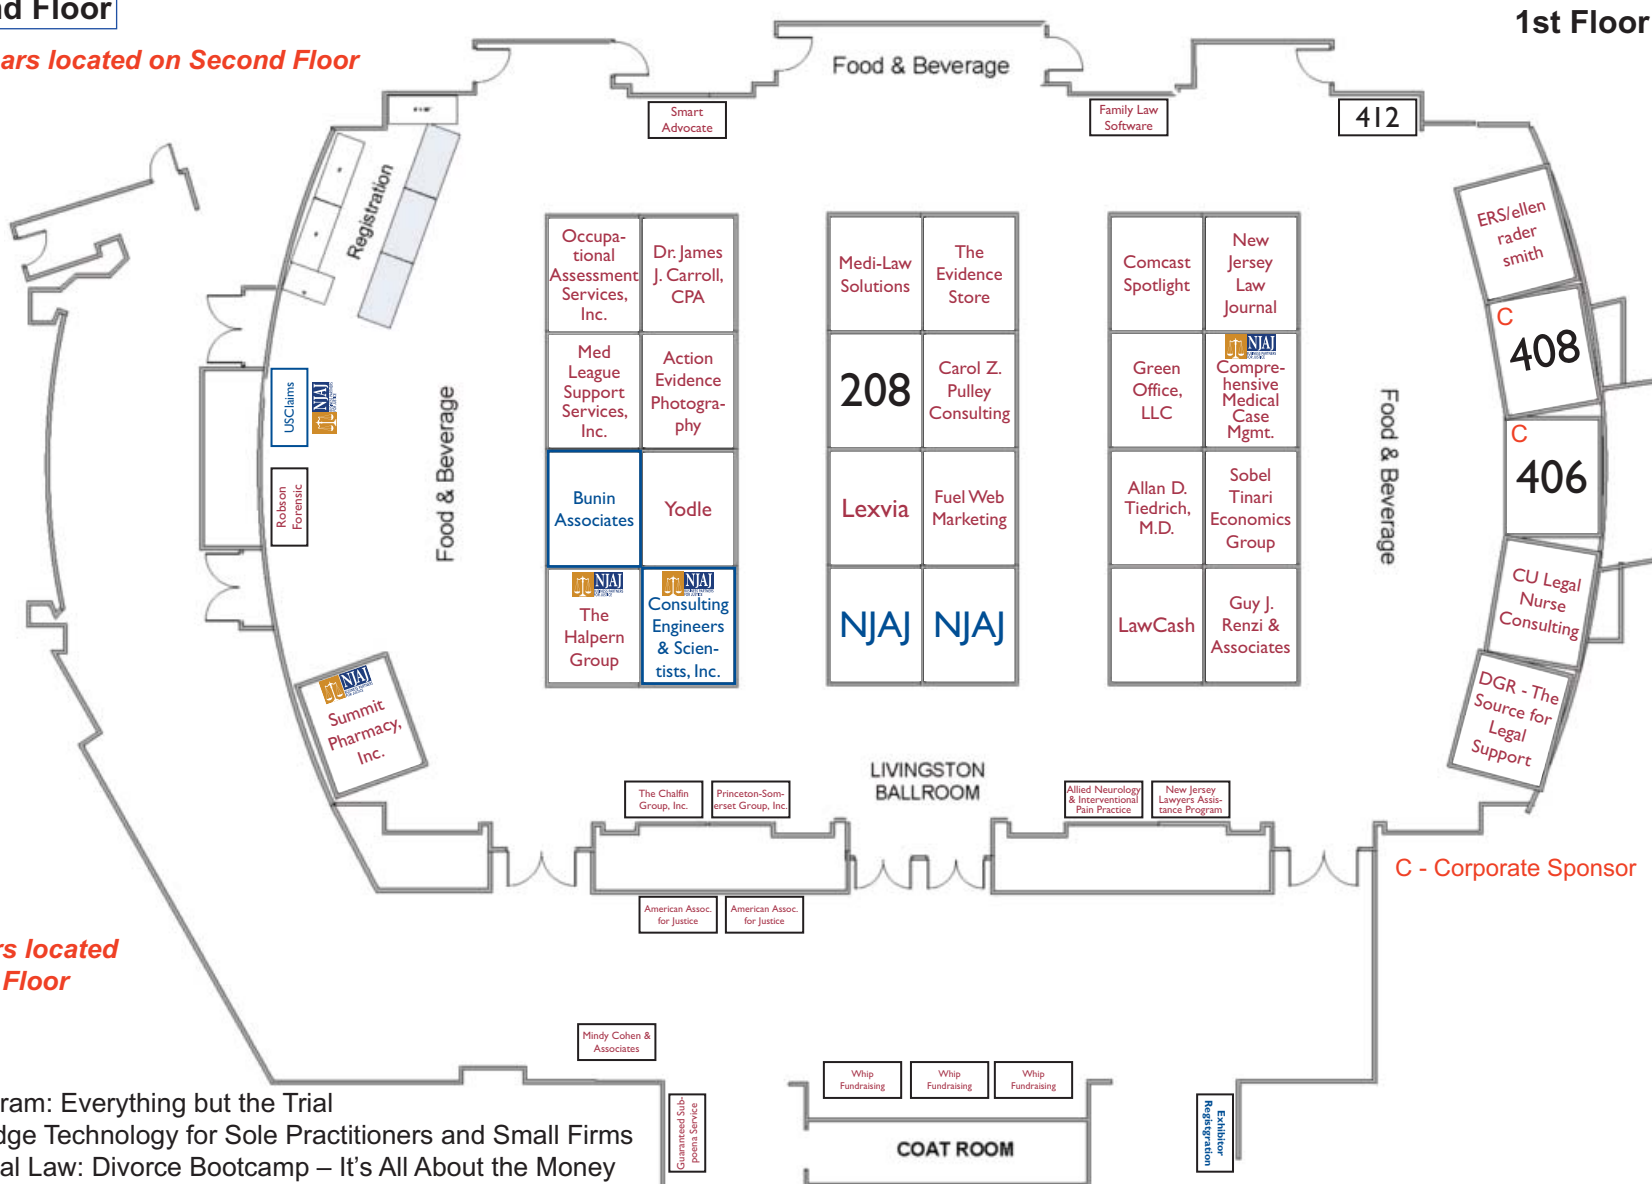 nd Floor
ars located on Second Floor
1st Floor
Food & Beverage
Smart
Advocate
Family Law
Software
412
Registration
Occupa-
tional
Assessment
Services,
Inc.
Dr. James
J. Carroll,
CPA
Medi-Law
Solutions
The
Evidence
Store
Comcast
Spotlight
New
Jersey
Law
Journal
ERS/ellen
rader
smith
Med
League
Support
Services,
Inc.
Action
Evidence
Photogra-
phy
208
Carol Z.
Pulley
Consulting
Green
Office,
LLC
NJAJ
Compre-
hensive
Medical
Case
Mgmt.
C
408
USClaims
NJAJ
Robson
Forensic
Food & Beverage
Bunin
Associates
Yodle
Lexvia
Fuel Web
Marketing
Allan D.
Tiedrich,
M.D.
Sobel
Tinari
Economics
Group
Food & Beverage
C
406
NJAJ
The
Halpern
Group
NJAJ
Consulting
Engineers
& Scien-
tists, Inc.
NJAJ
NJAJ
LawCash
Guy J.
Renzi &
Associates
CU Legal
Nurse
Consulting
NJAJ
Summit
Pharmacy,
Inc.
DGR - The
Source for
Legal
Support
LIVINGSTON
BALLROOM
The Chalfin
Group, Inc.
Princeton-Som-
erset Group, Inc.
Allied Neurology
& Interventional
Pain Practice
New Jersey
Lawyers Assis-
tance Program
C - Corporate Sponsor
American Assoc.
for Justice
American Assoc.
for Justice
rs located
Floor
Mindy Cohen &
Associates
Whip
Fundraising
Whip
Fundraising
Whip
Fundraising
Guaranteed Sub-
poena Service
Exhibitor
Registgration
COAT ROOM
ram: Everything but the Trial
dge Technology for Sole Practitioners and Small Firms
al Law: Divorce Bootcamp – It's All About the Money